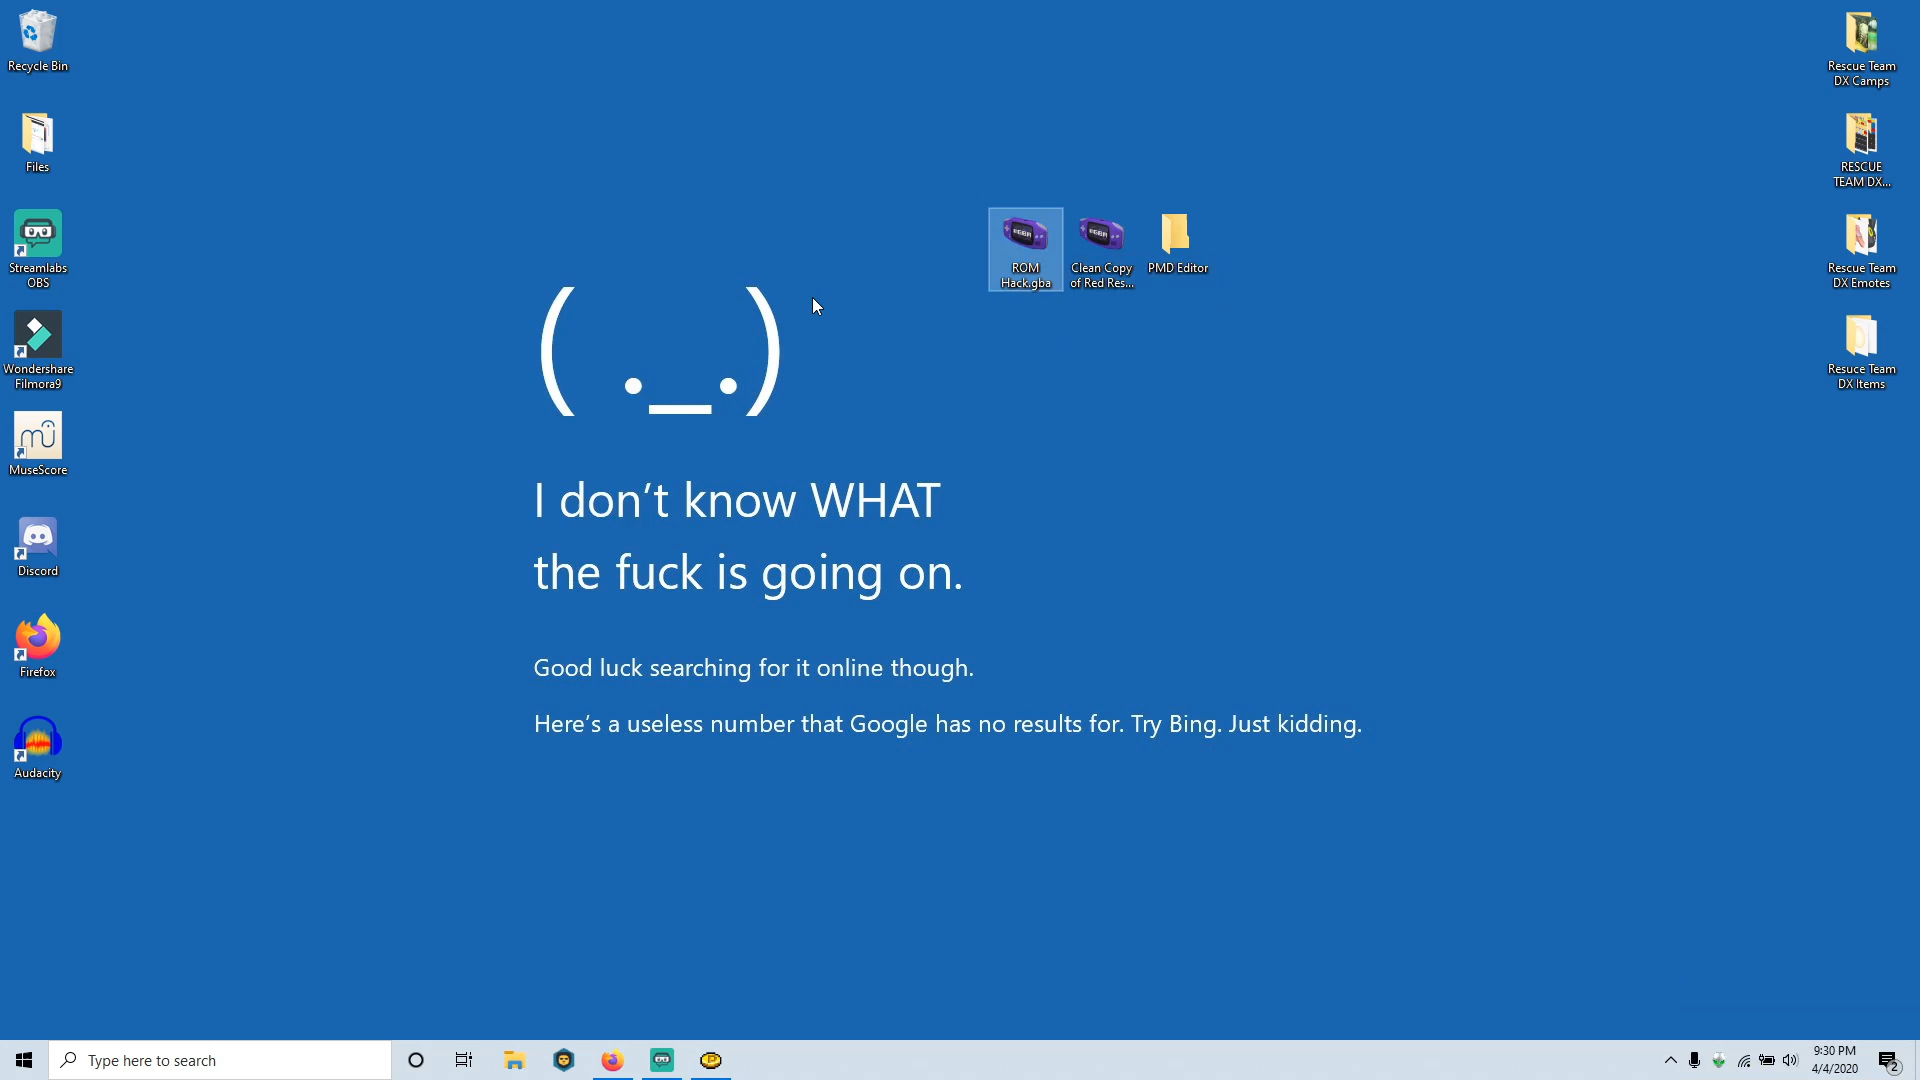 Recycle Bin
Files
Streamlabs
OBS
Wondershare
Filmora9
MuseScore
Discord
Firefox
Audacity
ROM
Hack.gba
Clean Copy
of Red Res...
PMD Editor
Rescue Team
DX Camps
RESCUE
TEAM DX...
Rescue Team
DX Emotes
Resuce Team
DX Items
( ._.)
I don’t know WHAT
the fuck is going on.
Good luck searching for it online though.
Here’s a useless number that Google has no results for. Try Bing. Just kidding.
Type here to search
9:30 PM
4/4/2020
2